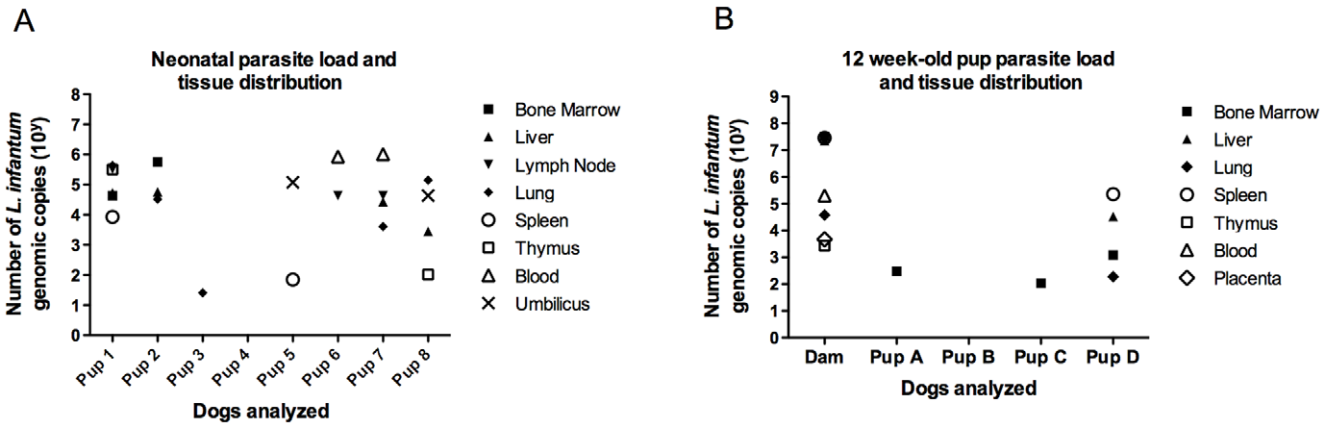 A
Neonatal parasite load and
tissue distribution
Number of L. infantum
genomic copies (10ʸ)
8
7
6
5
4
3
2
1
0
Pup 1
Pup 2
Pup 3
Pup 4
Pup 5
Pup 6
Pup 7
Pup 8
Dogs analyzed
Bone Marrow
Liver
Lymph Node
Lung
Spleen
Thymus
Blood
Umbilicus
B
12 week-old pup parasite load
and tissue distribution
Number of L. infantum
genomic copies (10ʸ)
9
8
7
6
5
4
3
2
1
0
Dam
Pup A
Pup B
Pup C
Pup D
Dogs analyzed
Bone Marrow
Liver
Lung
Spleen
Thymus
Blood
Placenta